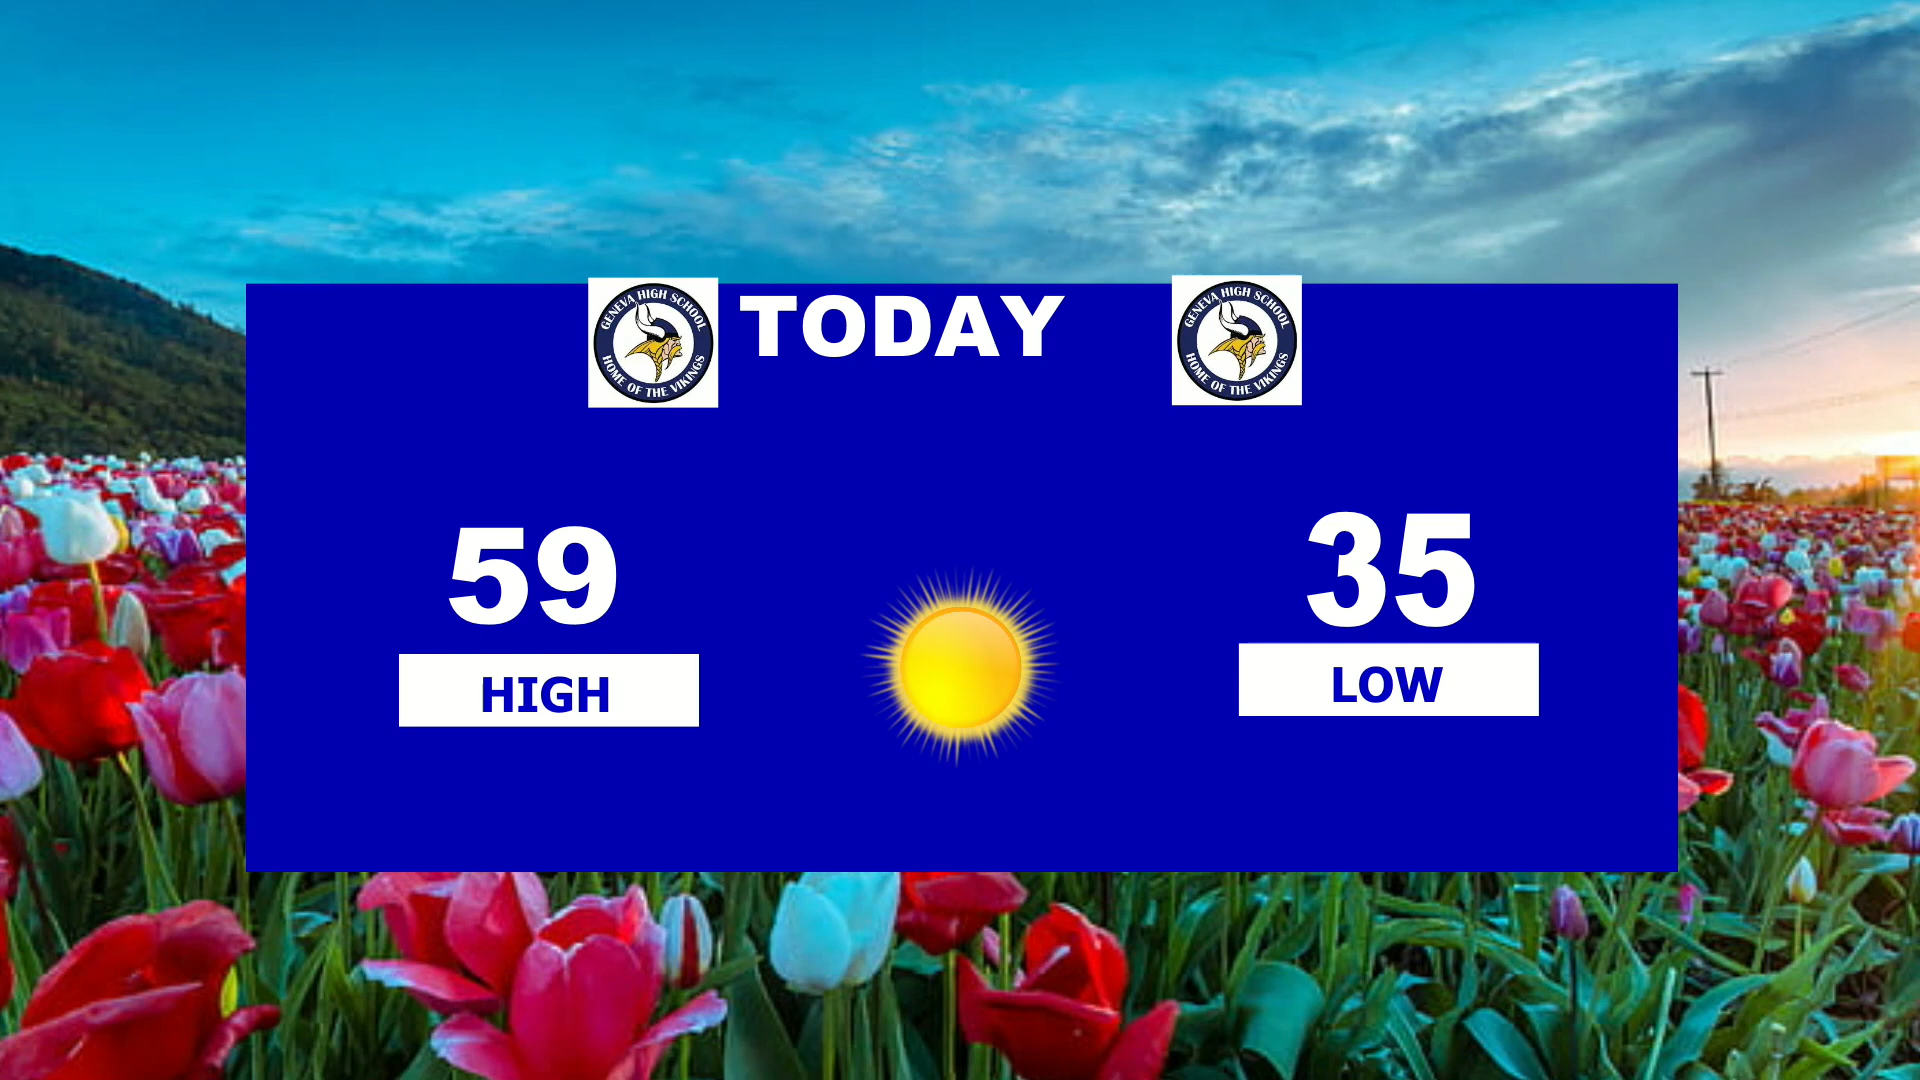 GENEVA HIGH SCHOOL
HOME OF THE VIKINGS
TODAY
GENEVA HIGH SCHOOL
HOME OF THE VIKINGS
59
HIGH
35
LOW